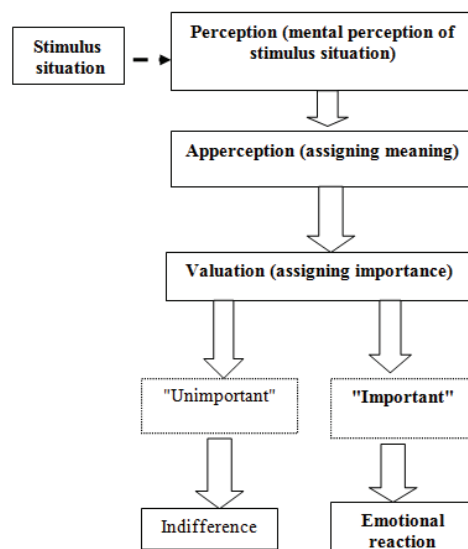 Stimulus
situation
Perception (mental perception of
stimulus situation)
Apperception (assigning meaning)
Valuation (assigning importance)
"Unimportant"
"Important"
Indifference
Emotional
reaction